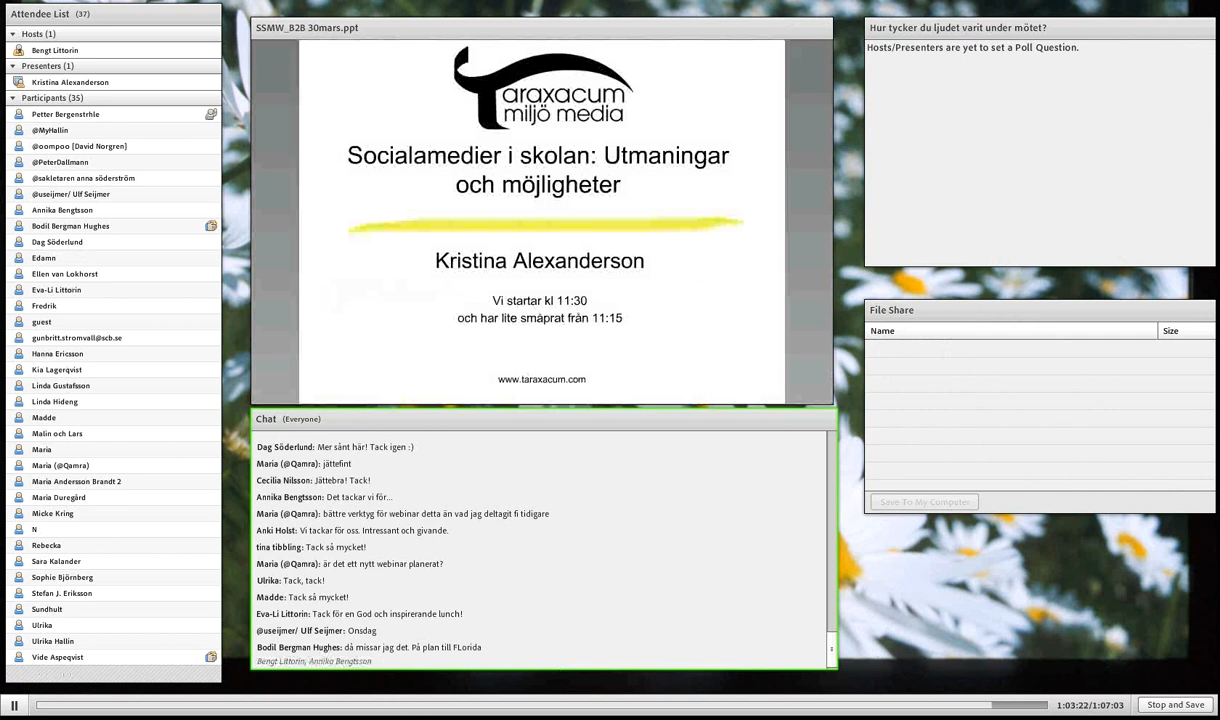 Attendee List (37)
Hosts (1)
Bengt Littorin
Presenters (1)
Kristina Alexanderson
Participants (35)
Petter Bergenstrhle
@MyHallin
@oompoo [David Norgren]
@PeterDallmann
@sakletaren anna söderström
@useijmer/ Ulf Seijmer
Annika Bengtsson
Bodil Bergman Hughes
Dag Söderlund
Edamn
Ellen van Lokhorst
Eva-Li Littorin
Fredrik
guest
gunbritt.stromvall@scb.se
Hanna Ericsson
Kia Lagerqvist
Linda Gustafsson
Linda Hideng
Madde
Malin och Lars
Maria
Maria (@Qamra)
Maria Andersson Brandt 2
Maria Duregård
Micke Kring
N
Rebecka
Sara Kalander
Sophie Björnberg
Stefan J. Eriksson
Sundhult
Ulrika
Ulrika Hallin
Vide Aspeqvist
SSMW_B2B 30mars.ppt
Taraxacum
miljö media
Socialamedier i skolan: Utmaningar
och möjligheter
Kristina Alexanderson
Vi startar kl 11:30
och har lite småprat från 11:15
www.taraxacum.com
Chat (Everyone)
Dag Söderlund: Mer sånt här! Tack igen :)
Maria (@Qamra): jättefint
Cecilia Nilsson: Jättebra! Tack!
Annika Bengtsson: Det tackar vi för...
Maria (@Qamra): bättre verktyg för webinar detta än vad jag deltagit fi tidigare
Anki Holst: Vi tackar för oss. Intressant och givande.
tina tibbling: Tack så mycket!
Maria (@Qamra): är det ett nytt webinar planerat?
Ulrika: Tack, tack!
Madde: Tack så mycket!
Eva-Li Littorin: Tack för en God och inspirerande lunch!
@useijmer/ Ulf Seijmer: Onsdag
Bodil Bergman Hughes: då missar jag det. På plan till FLorida
Bengt Littorin, Annika Bengtsson
Hur tycker du ljudet varit under mötet?
Hosts/Presenters are yet to set a Poll Question.
File Share
Name Size
Save To My Computer
1:03:22/1:07:03 Stop and Save